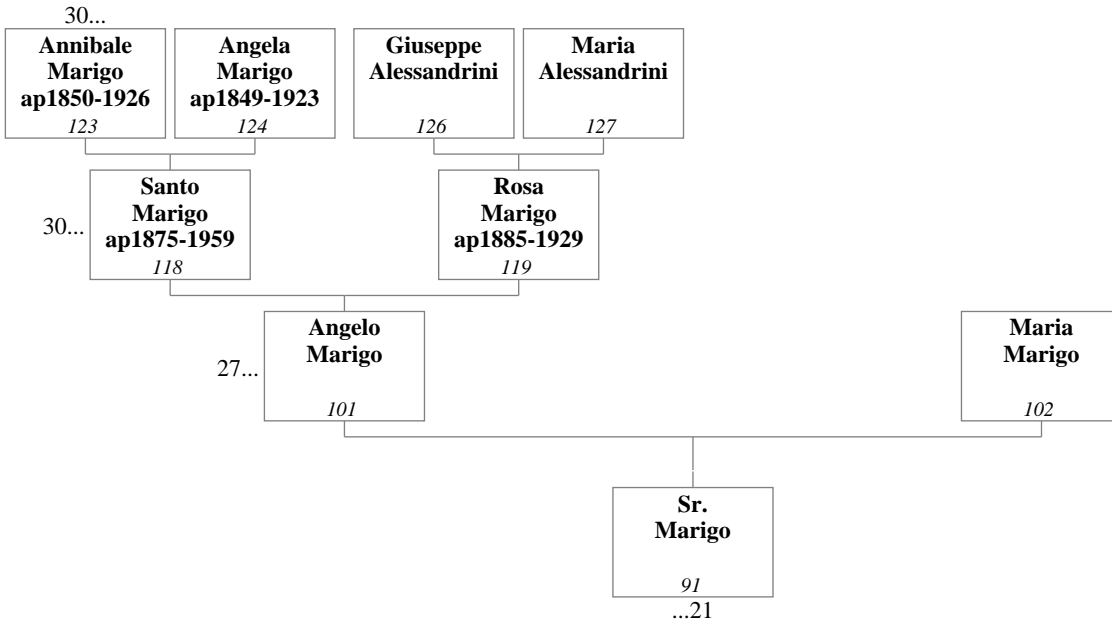 30...
Annibale
Marigo
ap1850-1926
123
Angela
Marigo
ap1849-1923
124
Giuseppe
Alessandrini
126
Maria
Alessandrini
127
30...
Santo
Marigo
ap1875-1959
118
Rosa
Marigo
ap1885-1929
119
27...
Angelo
Marigo
101
Maria
Marigo
102
Sr.
Marigo
91
...21